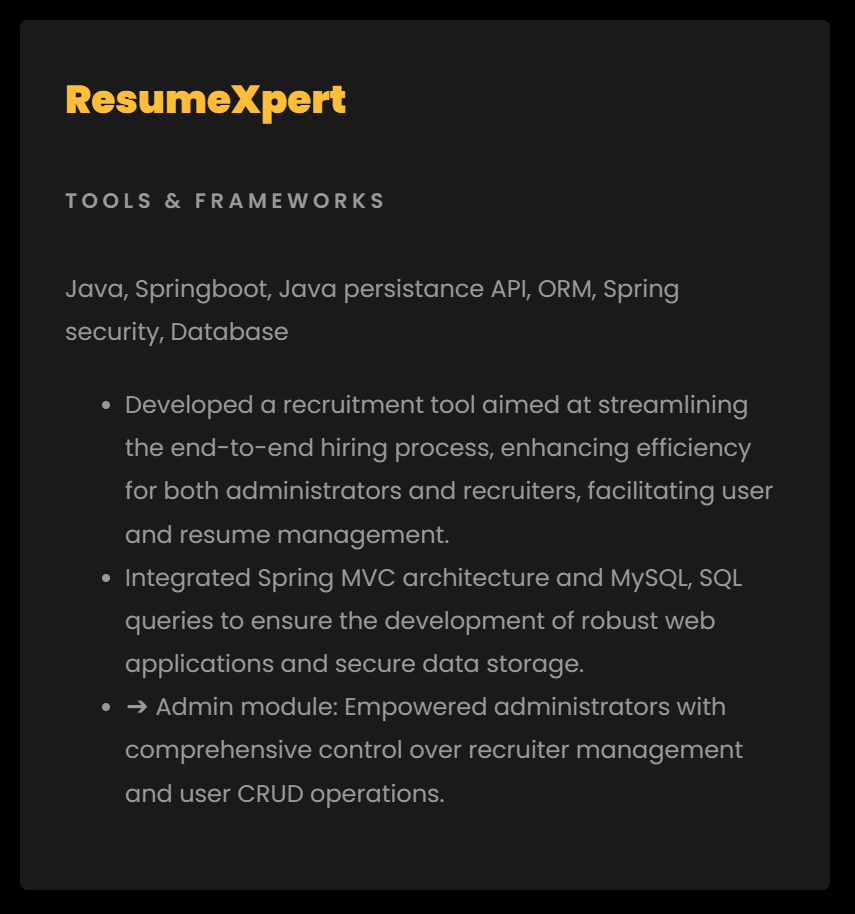 ResumeXpert
TOOLS & FRAMEWORKS
Java, Springboot, Java persistance API, ORM, Spring
security, Database
• Developed a recruitment tool aimed at streamlining
the end-to-end hiring process, enhancing efficiency
for both administrators and recruiters, facilitating user
and resume management.
• Integrated Spring MVC architecture and MySQL, SQL
queries to ensure the development of robust web
applications and secure data storage.
• ➔ Admin module: Empowered administrators with
comprehensive control over recruiter management
and user CRUD operations.